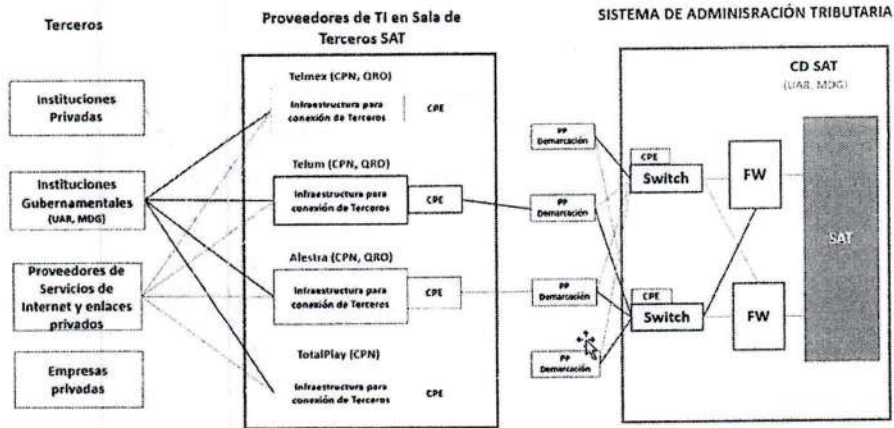 Terceros
Instituciones
Privadas
Instituciones
Gubernamentales
(UAR, MDG)
Proveedores de
Servicios de
Internet y enlaces
privados
Empresas
privadas
Proveedores de TI en Sala de
Terceros SAT
Telmex (CPN, QRO)
Infraestructura para
conexión de Terceros
CPE
Telum (CPN, QRO)
Infraestructura para
conexión de Terceros
CPE
Alestra (CPN, QRO)
Infraestructura para
conexión de Terceros
CPE
TotalPlay (CPN)
Infraestructura para
conexión de Terceros
CPE
PP
Demarcación
PP
Demarcación
PP
Demarcación
PP
Demarcación
SISTEMA DE ADMINISRACIÓN TRIBUTARIA
CD SAT
(UAR, MDG)
CPE
Switch
FW
CPE
Switch
FW
SAT